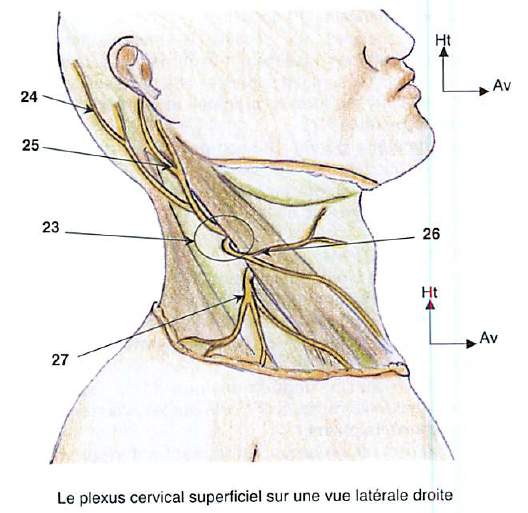 Ht
Av
24
25
23
26
Ht
Av
27
Le plexus cervical superficiel sur une vue latérale droite